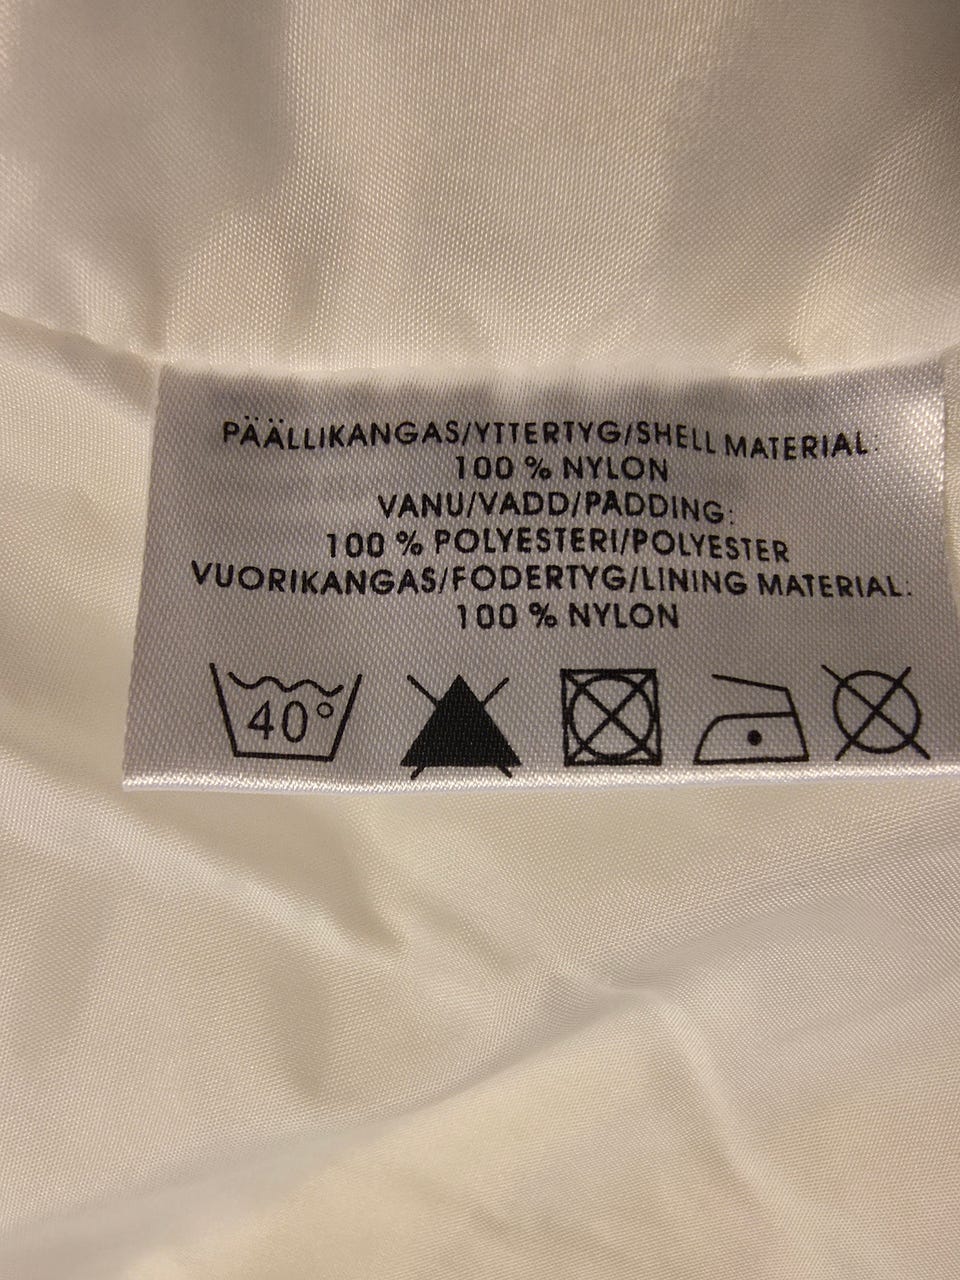 PÄÄLLIKANGAS/YTTERTYG/SHELL MATERIAL:
100 % NYLON
VANU/VADD/PADDING:
100 % POLYESTERI/POLYESTER
VUORIKANGAS/FODERTYG/LINING MATERIAL:
100 % NYLON
40°